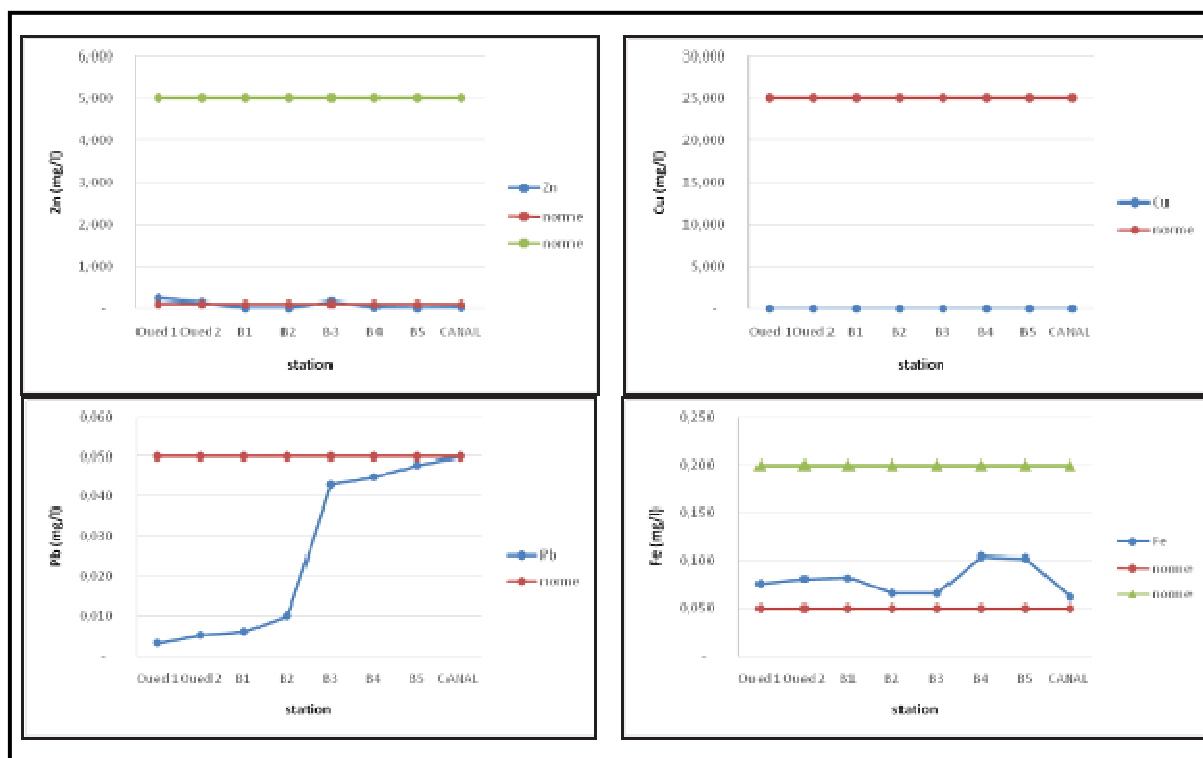 6,000
5,000
4,000
3,000
2,000
1,000
-
Zn (mg/l)
Oued 1 Oued 2 B1 B2 B3 B4 B5 CANAL
station
Zn
norme
norme
30,000
25,000
20,000
15,000
10,000
5,000
-
Cu (mg/l)
Oued 1 Oued 2 B1 B2 B3 B4 B5 CANAL
station
Cu
norme
0,060
0,050
0,040
0,030
0,020
0,010
-
Pb (mg/l)
Oued 1 Oued 2 B1 B2 B3 B4 B5 CANAL
station
Pb
norme
0,250
0,200
0,150
0,100
0,050
-
Fe (mg/l)
Oued 1 Oued 2 B1 B2 B3 B4 B5 CANAL
station
Fe
norme
norme